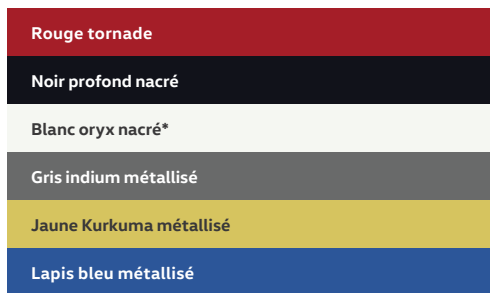 Rouge tornade
Noir profond nacré
Blanc oryx nacré*
Gris indium métallisé
Jaune Kurkuma métallisé
Lapis bleu métallisé